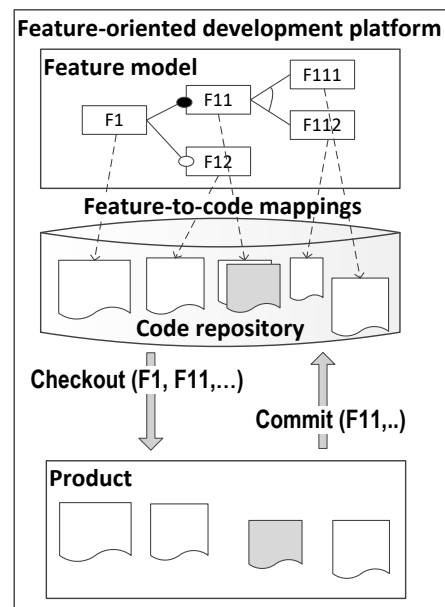 Feature-oriented development platform
Feature model
F111
F11
F1
F112
F12
Feature-to-code mappings
Code repository
Checkout (F1, F11,...)
Commit (F11,..)
Product